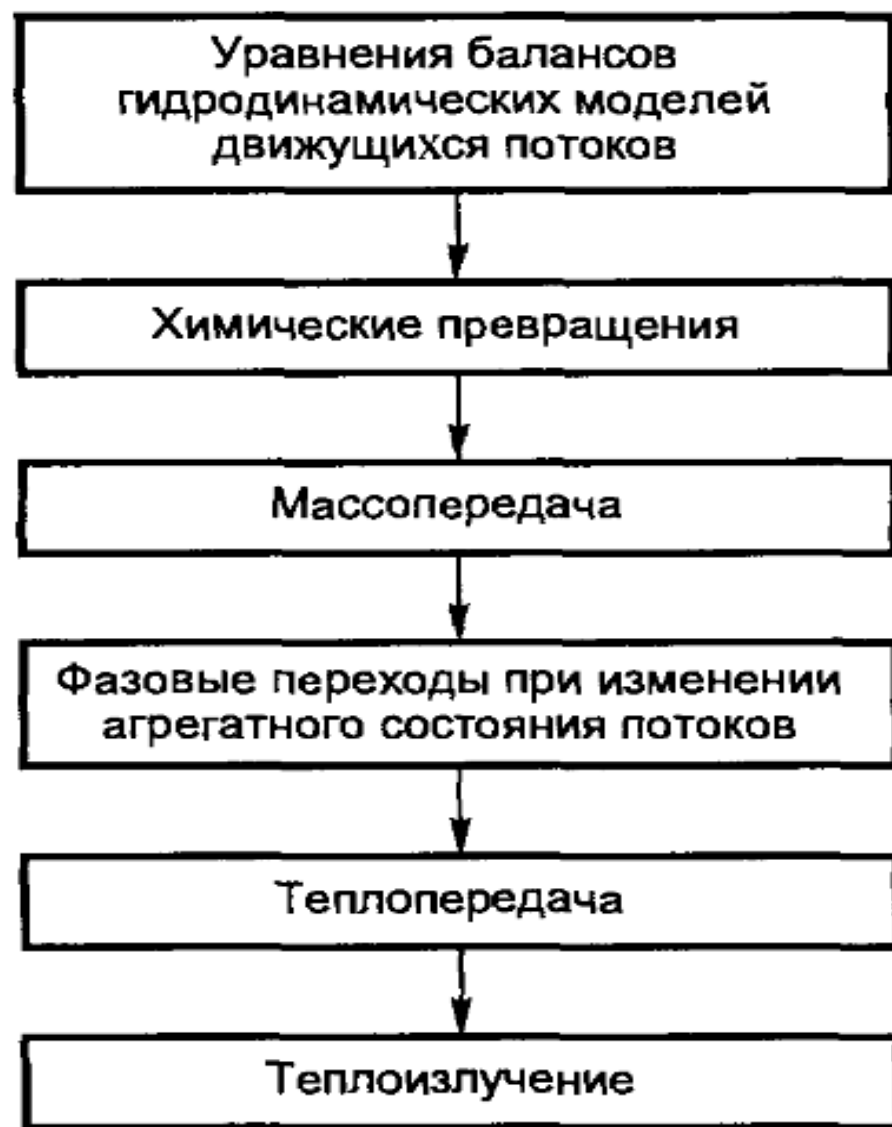 Уравнения балансов
гидродинамических моделей
движущихся потоков
Химические превращения
Массопередача
Фазовые переходы при изменении
агрегатного состояния потоков
Теплопередача
Теплоизлучение